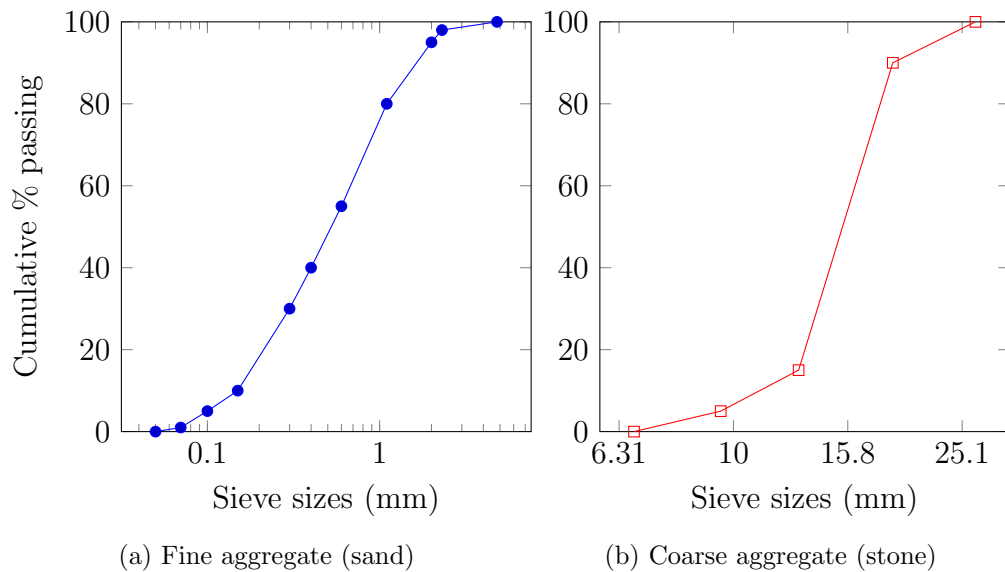 100
80
60
40
20
0
0.1 1
Cumulative % passing
Sieve sizes (mm)
(a) Fine aggregate (sand)
100
80
60
40
20
0
6.31 10 15.8 25.1
Sieve sizes (mm)
(b) Coarse aggregate (stone)